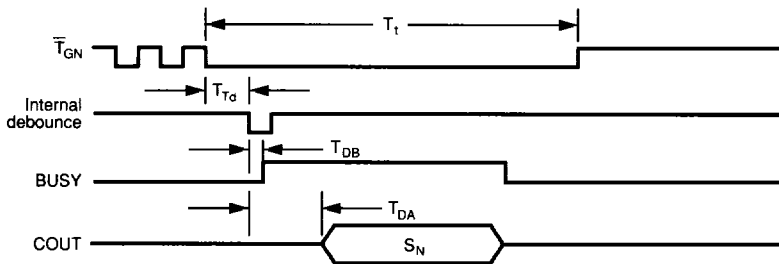 Tt
T̅GN
TTd
Internal
debounce
TDB
BUSY
TDA
COUT
SN